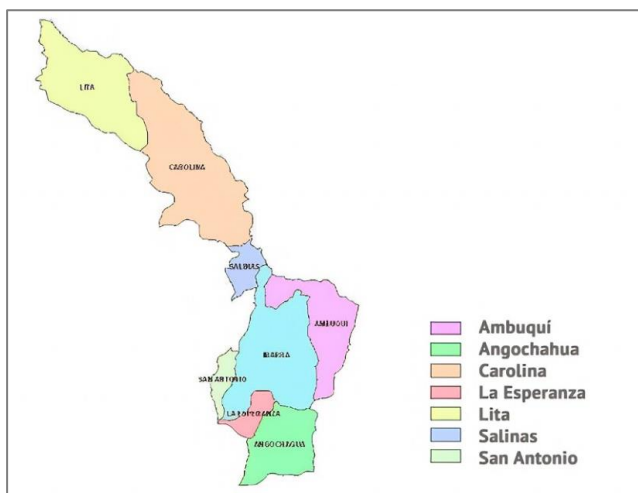 LITA
CAROLINA
SALINAS
AMBUQUI
IBARRA
SAN ANTONIO
LA ESPERANZA
ANGOCHAGUA
Ambuquí
Angochahua
Carolina
La Esperanza
Lita
Salinas
San Antonio